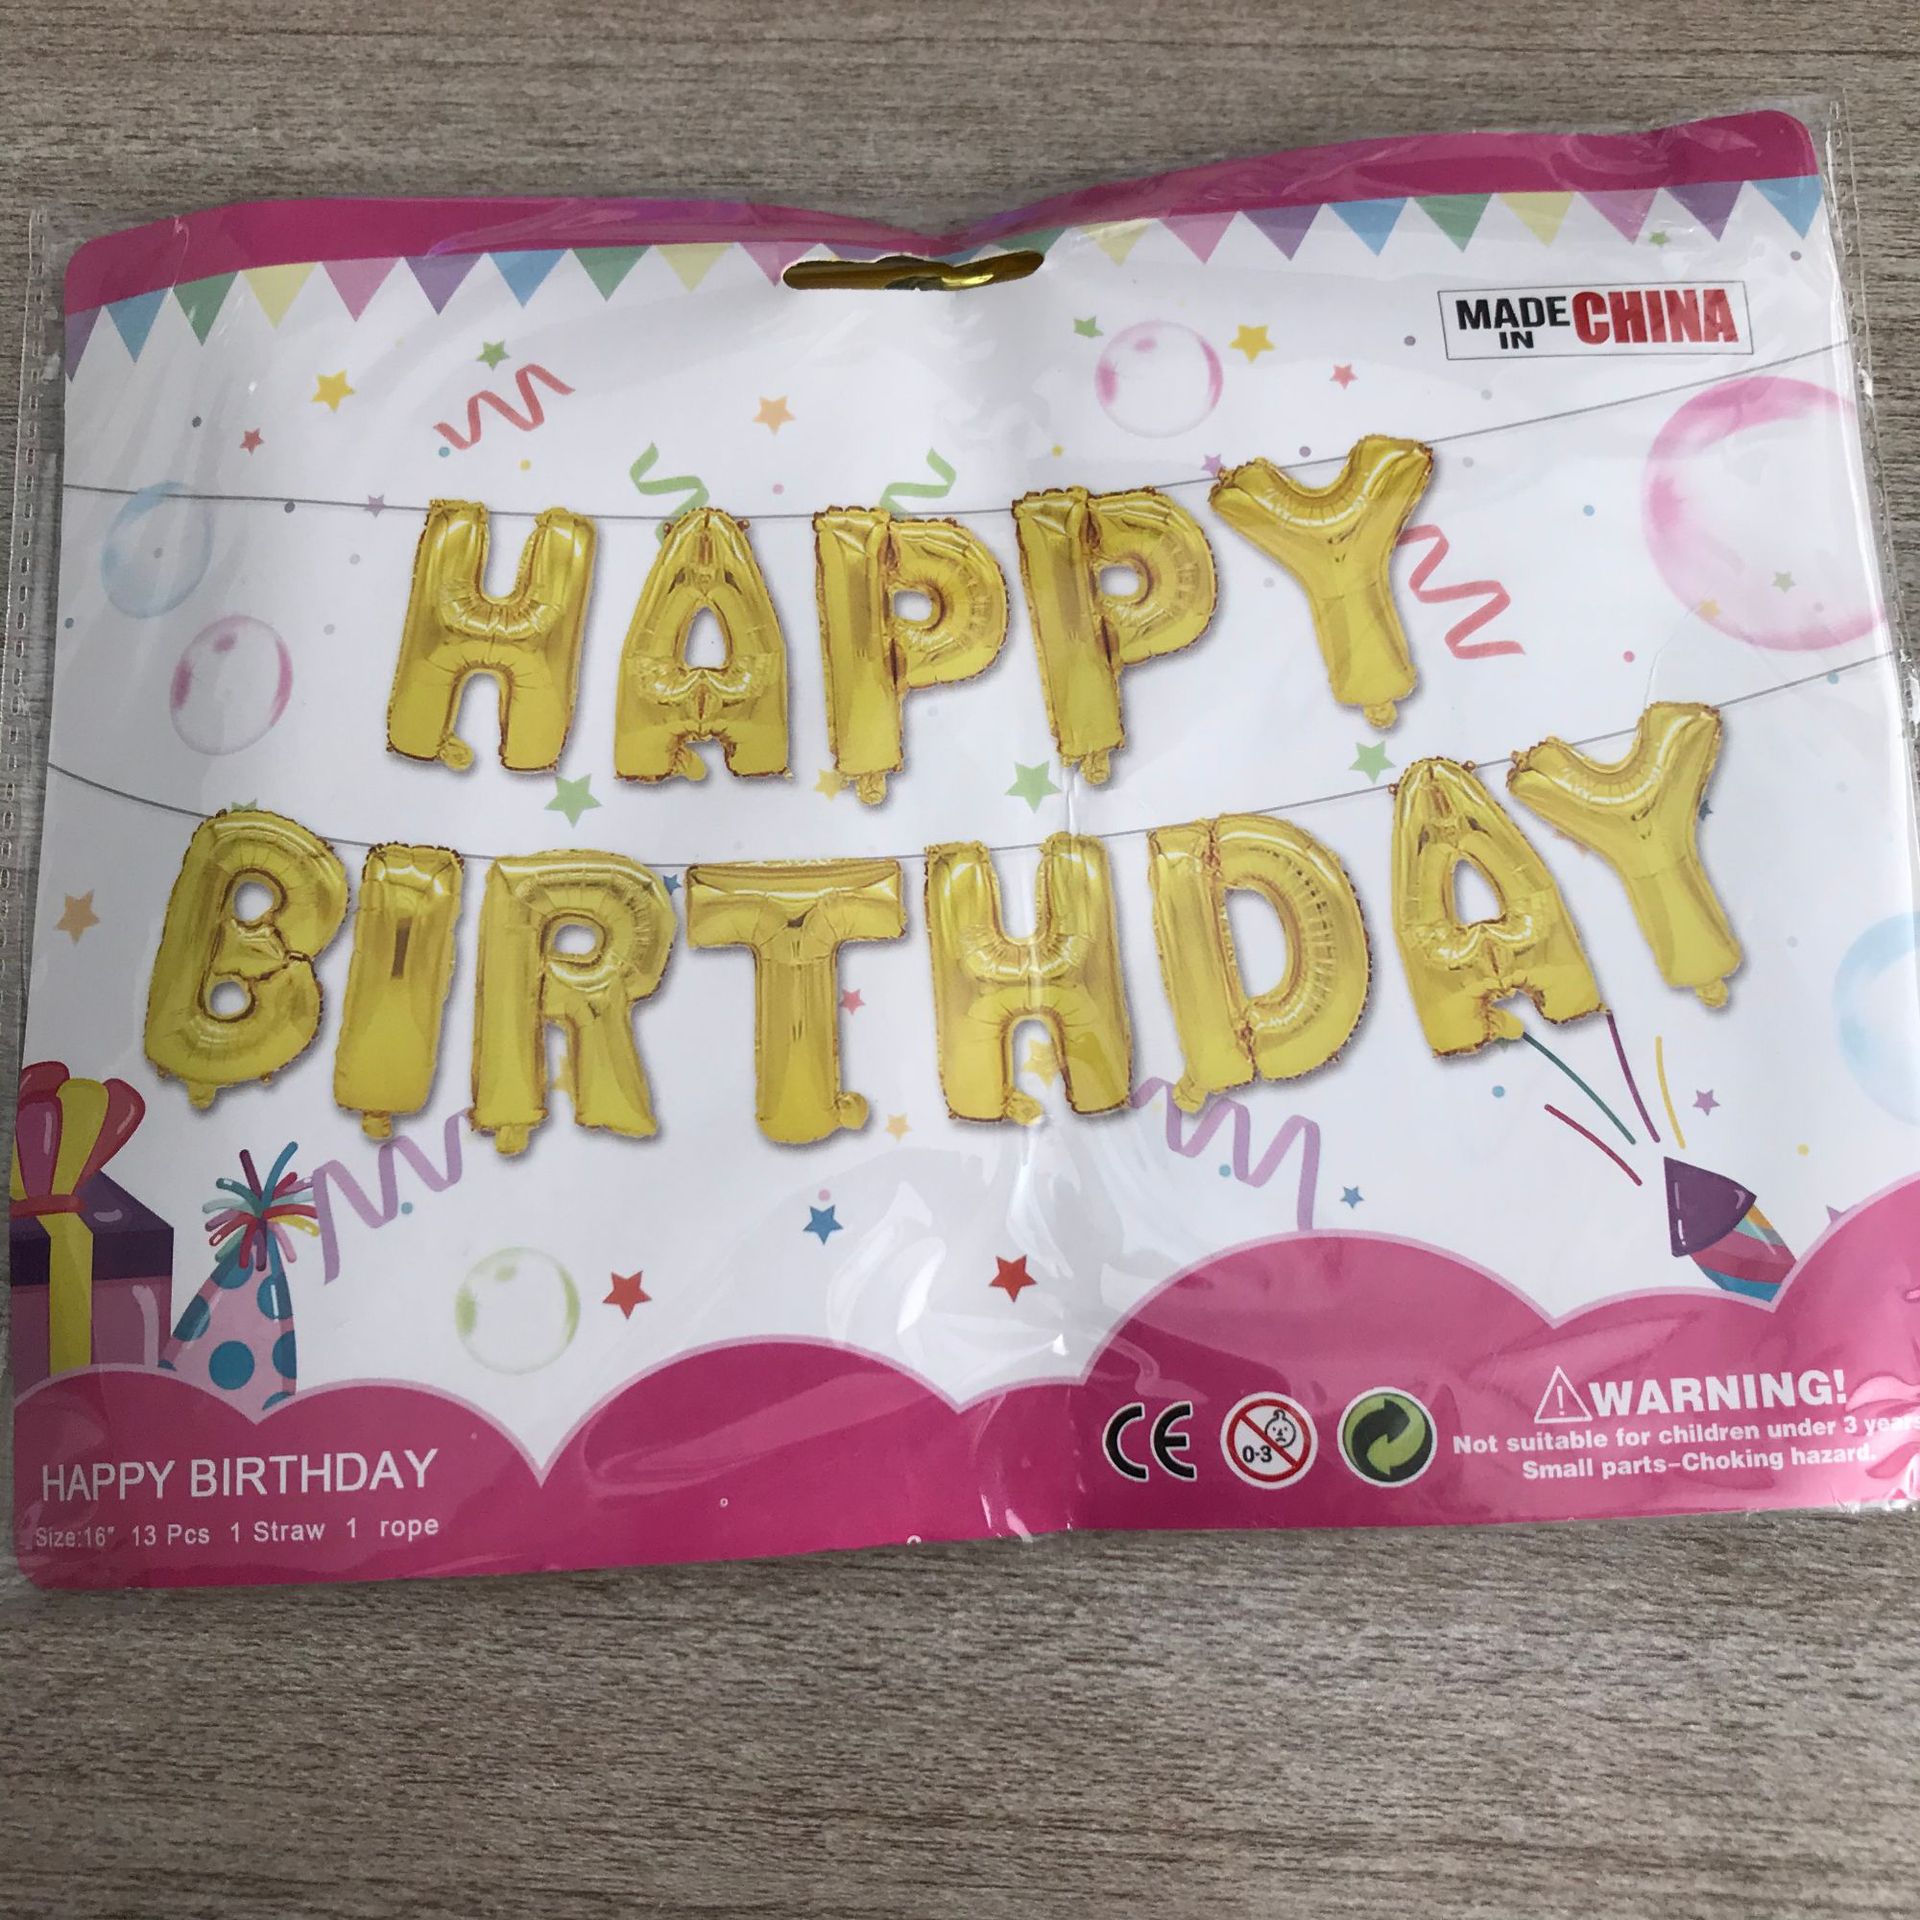 MADE IN CHINA
HAPPY
BIRTHDAY
CE
0-3
WARNING!
Not suitable for children under 3 years
Small parts-Choking hazard.
HAPPY BIRTHDAY
Size:16" 13 Pcs 1 Straw 1 rope